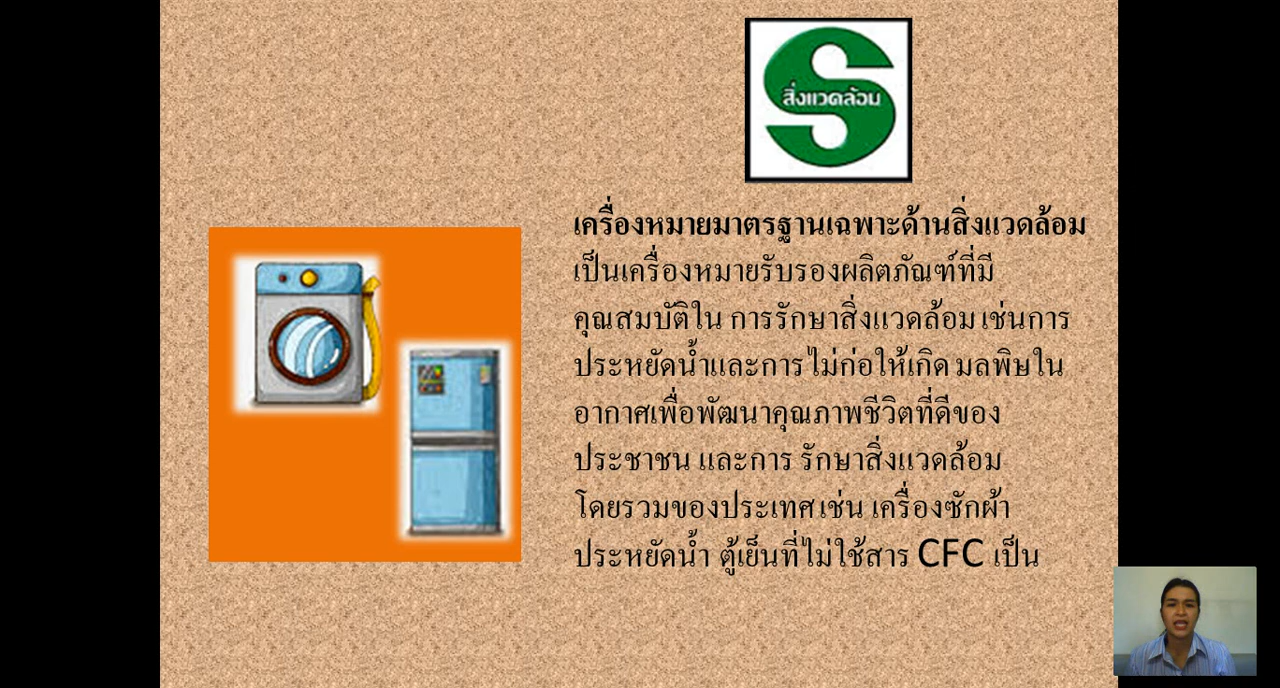 สิ่งแวดล้อม
เครื่องหมายมาตรฐานเฉพาะด้านสิ่งแวดล้อม
เป็นเครื่องหมายรับรองผลิตภัณฑ์ที่มี
คุณสมบัติใน การรักษาสิ่งแวดล้อม เช่นการ
ประหยัดน้ำและการ ไม่ก่อให้เกิด มลพิษใน
อากาศเพื่อพัฒนาคุณภาพชีวิตที่ดีของ
ประชาชน และการ รักษาสิ่งแวดล้อม
โดยรวมของประเทศ เช่น เครื่องซักผ้า
ประหยัดน้ำ ตู้เย็นที่ไม่ใช้สาร CFC เป็น